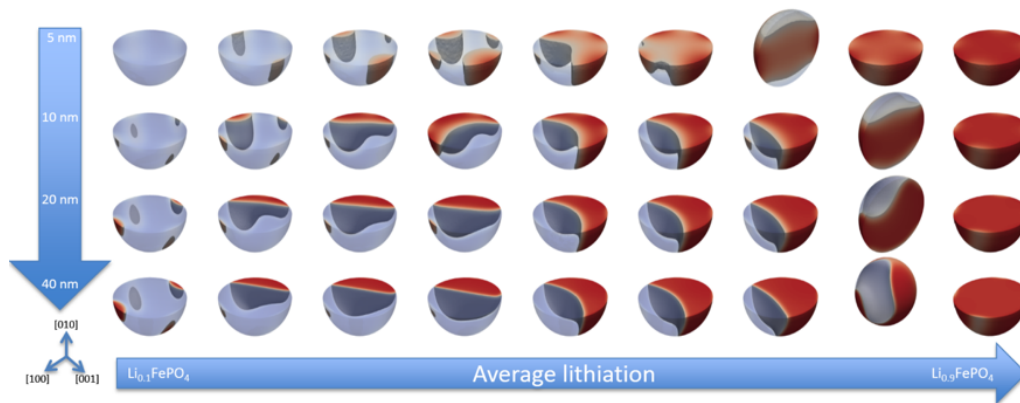 5 nm
10 nm
20 nm
40 nm
[010]
[100]
[001]
Li₀.₁FePO₄
Average lithiation
Li₀.₉FePO₄